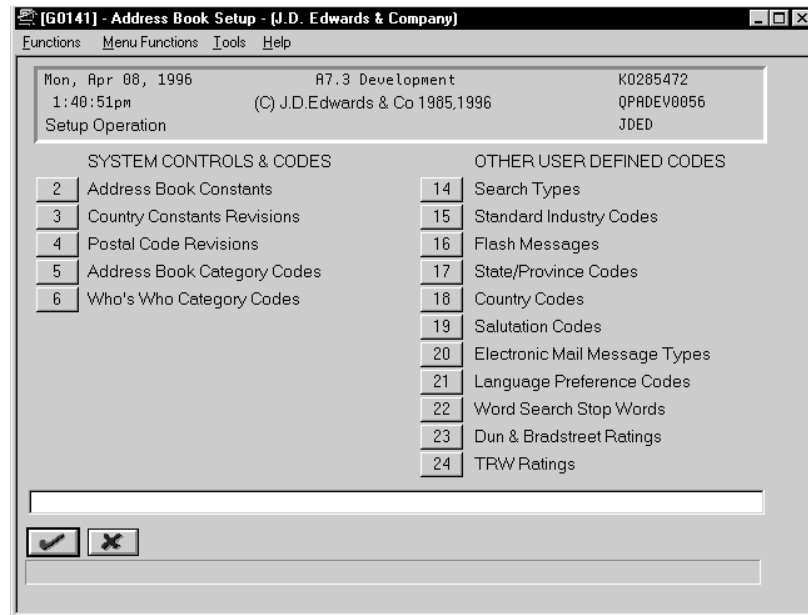 [G0141] - Address Book Setup - (J.D. Edwards & Company)
Functions Menu Functions Tools Help
Mon, Apr 08, 1996 A7.3 Development KO285472
1:40:51pm (C) J.D.Edwards & Co 1985,1996 QPADEV0056
Setup Operation JDED
SYSTEM CONTROLS & CODES
2 Address Book Constants
3 Country Constants Revisions
4 Postal Code Revisions
5 Address Book Category Codes
6 Who's Who Category Codes
OTHER USER DEFINED CODES
14 Search Types
15 Standard Industry Codes
16 Flash Messages
17 State/Province Codes
18 Country Codes
19 Salutation Codes
20 Electronic Mail Message Types
21 Language Preference Codes
22 Word Search Stop Words
23 Dun & Bradstreet Ratings
24 TRW Ratings